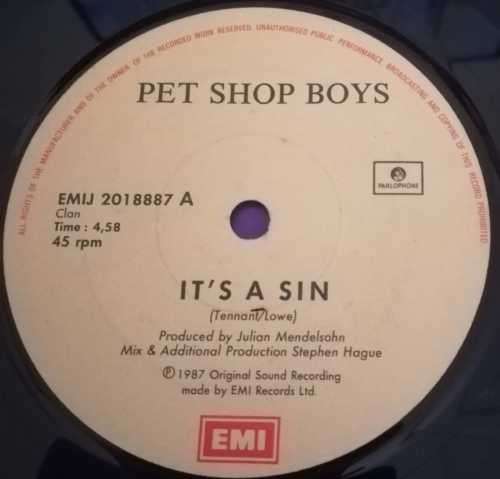 ALL RIGHTS OF THE MANUFACTURER AND OF THE OWNER OF THE RECORDED WORK RESERVED. UNAUTHORISED PUBLIC PERFORMANCE, BROADCASTING AND COPYING OF THIS RECORD PROHIBITED
PET SHOP BOYS
PARLOPHONE
EMIJ 2018887 A
Clan
Time : 4,58
45 rpm
IT'S A SIN
(Tennant/Lowe)
Produced by Julian Mendelsohn
Mix & Additional Production Stephen Hague
Ⓟ 1987 Original Sound Recording
made by EMI Records Ltd.
EMI